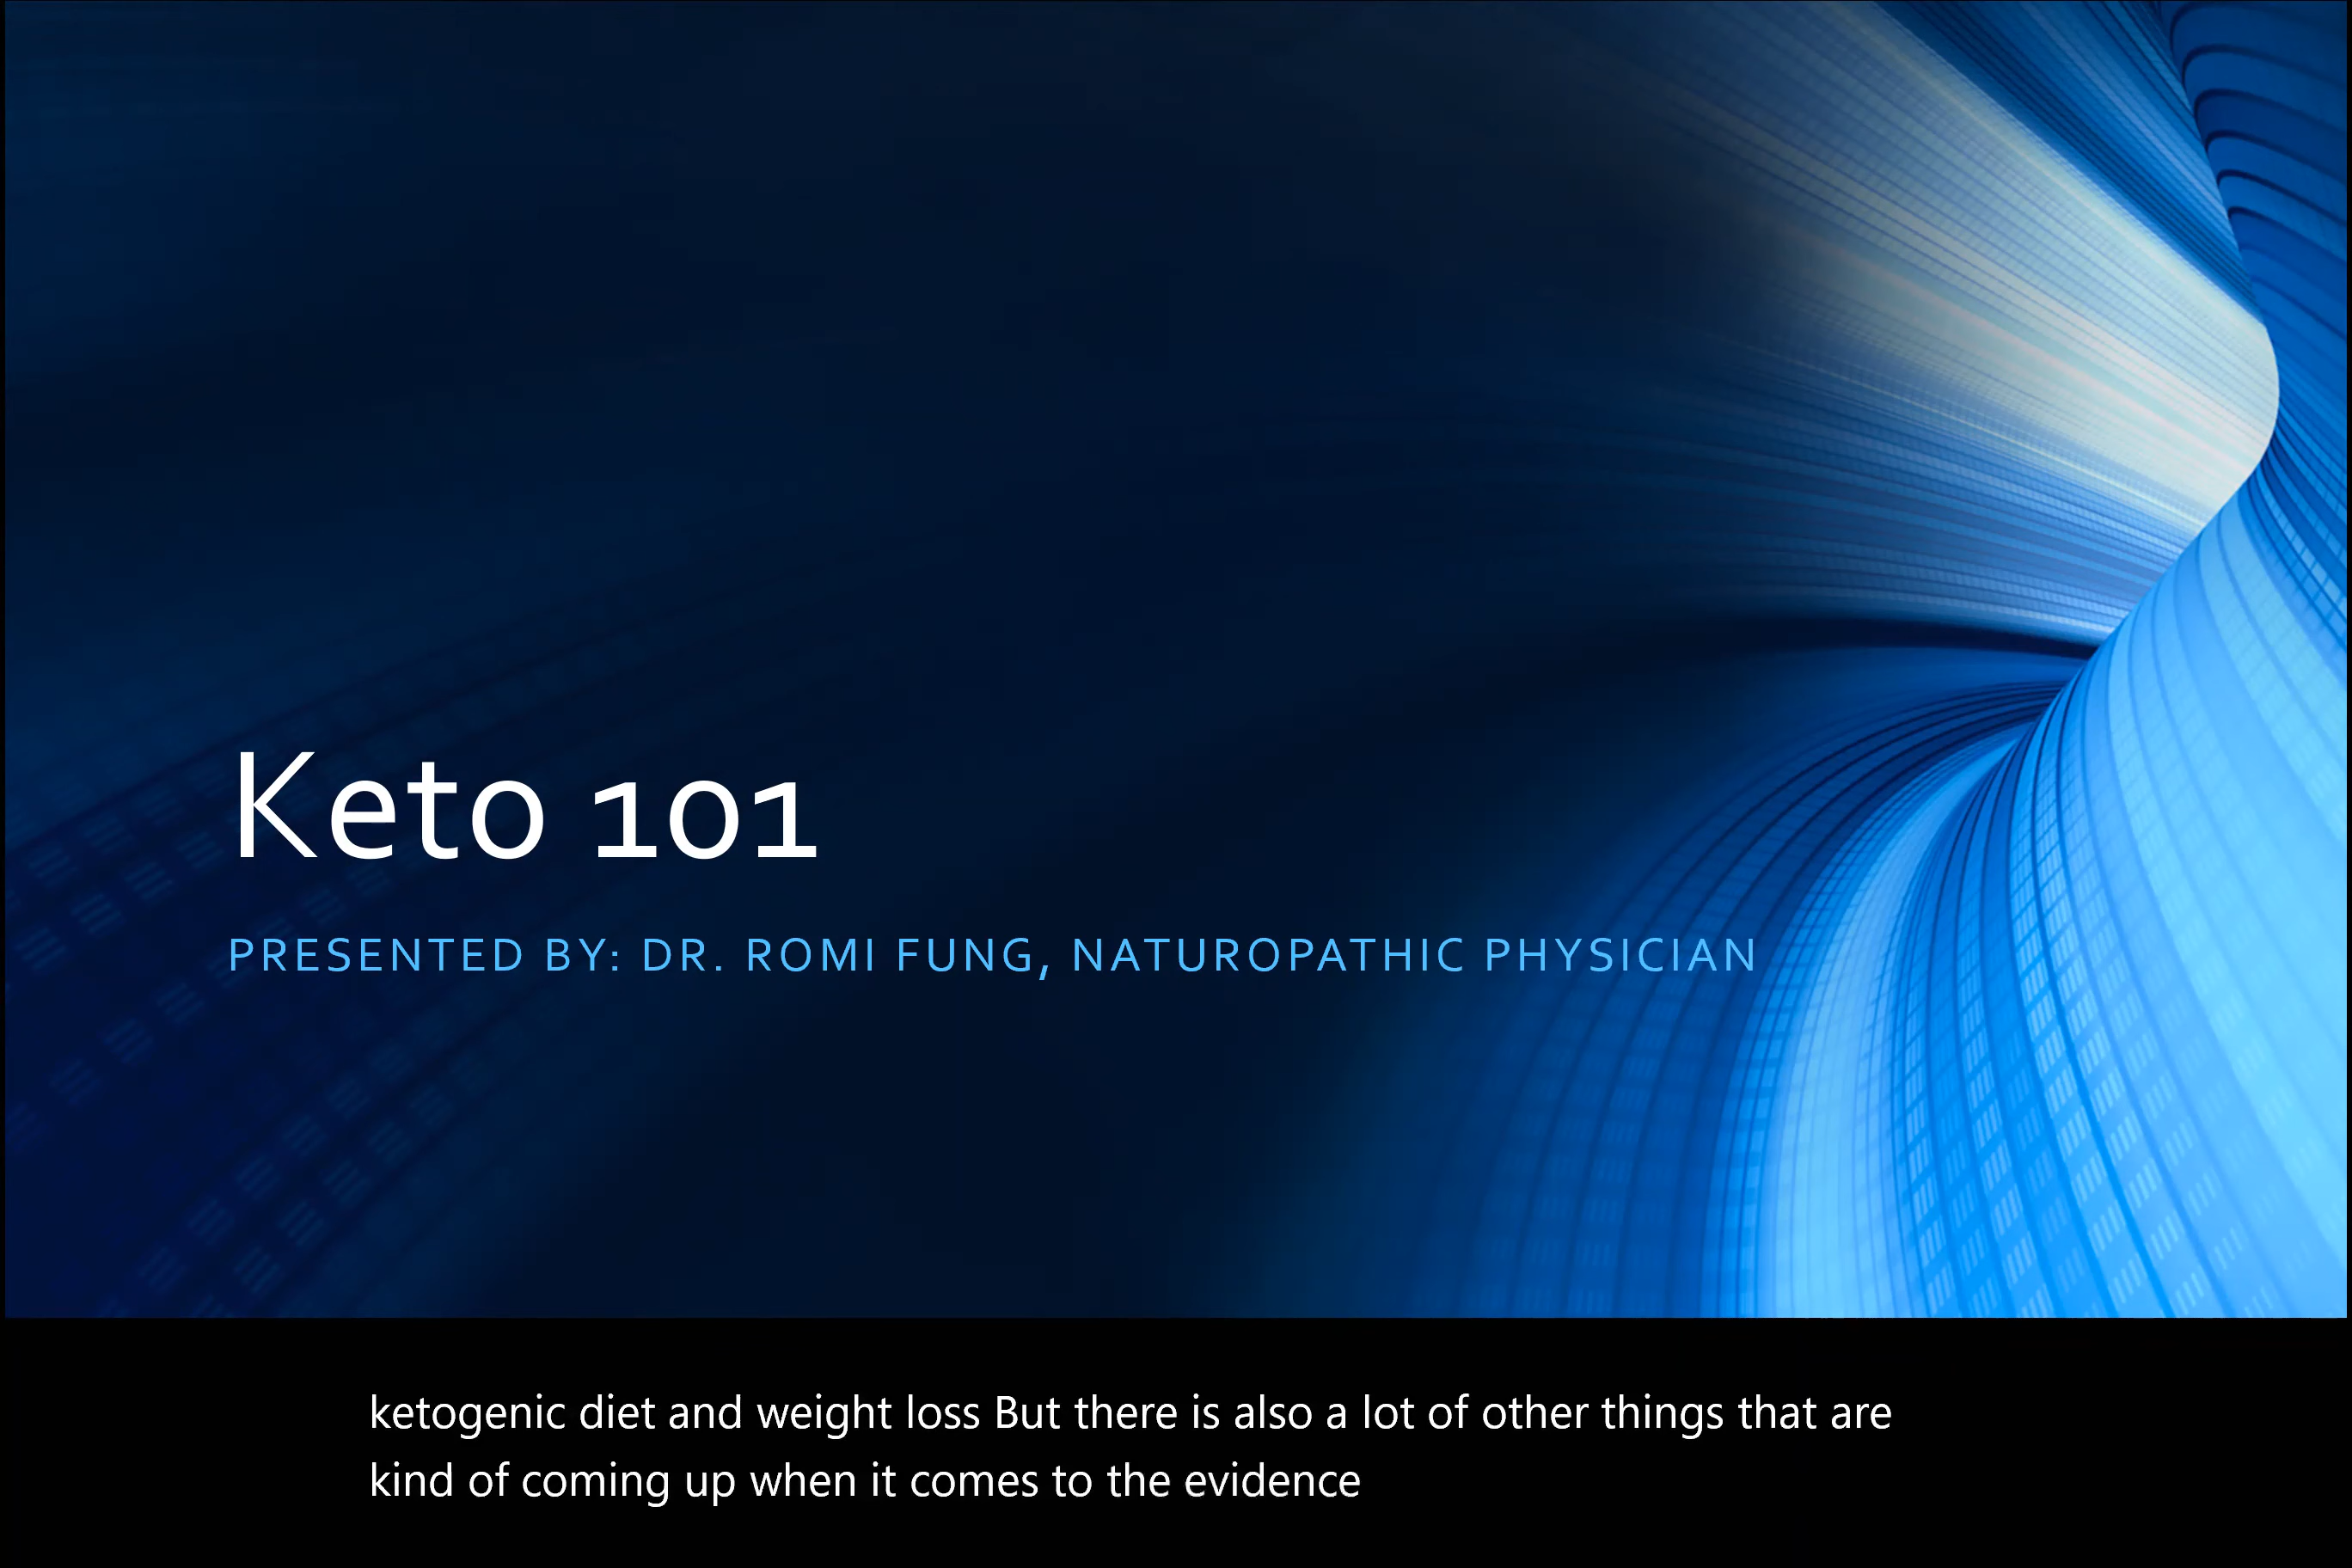 Keto 101
PRESENTED BY: DR. ROMI FUNG, NATUROPATHIC PHYSICIAN
ketogenic diet and weight loss But there is also a lot of other things that are
kind of coming up when it comes to the evidence